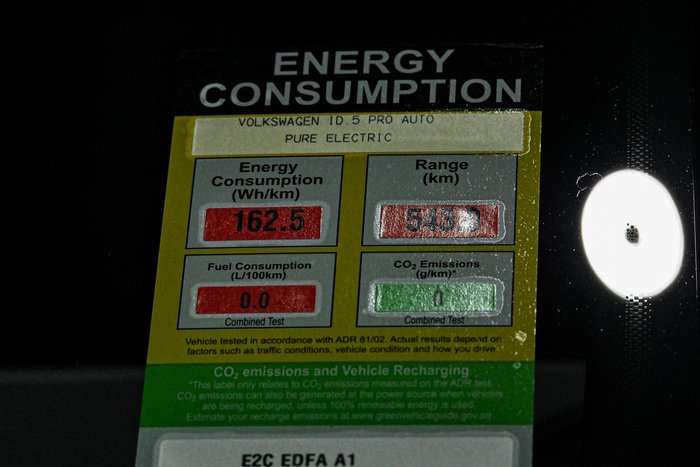 ENERGY
CONSUMPTION
VOLKSWAGEN ID.5 PRO AUTO
PURE ELECTRIC
Energy
Consumption
(Wh/km)
162.5
Range
(km)
Fuel Consumption
(L/100km)
0.0
Combined Test
CO₂ Emissions
(g/km)*
0
Combined Test
Vehicle tested in accordance with ADR 81/02. Actual results depend on
factors such as traffic conditions, vehicle condition and how you drive.
CO₂ emissions and Vehicle Recharging
*This label only relates to CO₂ emissions measured on the ADR test.
CO₂ emissions can also be generated at the power source when vehicles
are being recharged, unless 100% renewable energy is used.
Estimate your recharge emissions at www.greenvehicleguide.gov.au
E2C EDFA A1